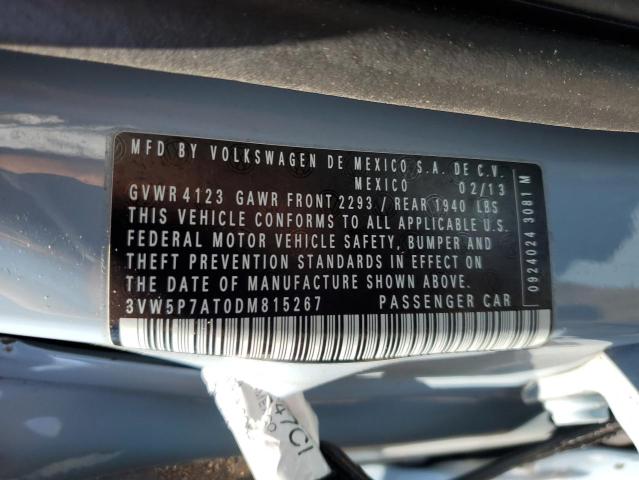 MFD BY VOLKSWAGEN DE MEXICO S.A. DE C.V.
MEXICO 02/13
GVWR 4123 GAWR FRONT 2293 / REAR 1940 LBS
THIS VEHICLE CONFORMS TO ALL APPLICABLE U.S.
FEDERAL MOTOR VEHICLE SAFETY, BUMPER AND
THEFT PREVENTION STANDARDS IN EFFECT ON
THE DATE OF MANUFACTURE SHOWN ABOVE.
3VW5P7AT0DM815267 PASSENGER CAR
0924024 3081 M
47CI